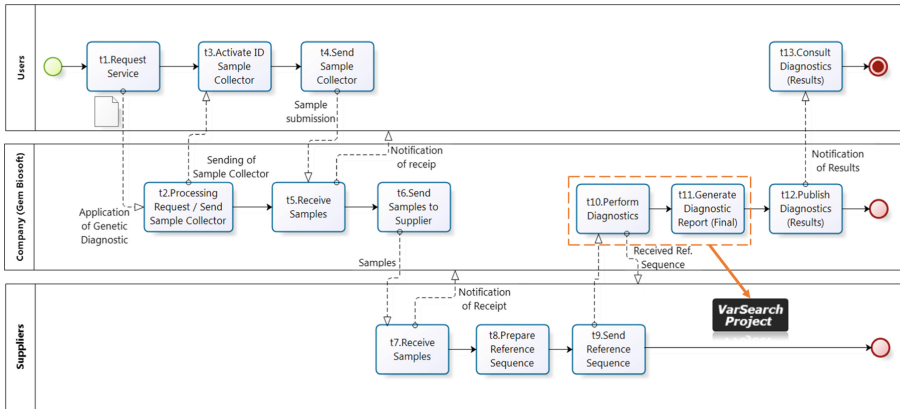 Users
t1.Request
Service
t3.Activate ID
Sample
Collector
t4.Send
Sample
Collector
t13.Consult
Diagnostics
(Results)
Sample
submission
Notification
of receip
Notification
of Results
Company (Gem Biosoft)
Sending of
Sample Collector
Application
of Genetic
Diagnostic
t2.Processing
Request / Send
Sample Collector
t5.Receive
Samples
t6.Send
Samples to
Supplier
t10.Perform
Diagnostics
t11.Generate
Diagnostic
Report (Final)
t12.Publish
Diagnostics
(Results)
Samples
Received Ref.
Sequence
Notification
of Receipt
VarSearch
Project
Suppliers
t7.Receive
Samples
t8.Prepare
Reference
Sequence
t9.Send
Reference
Sequence